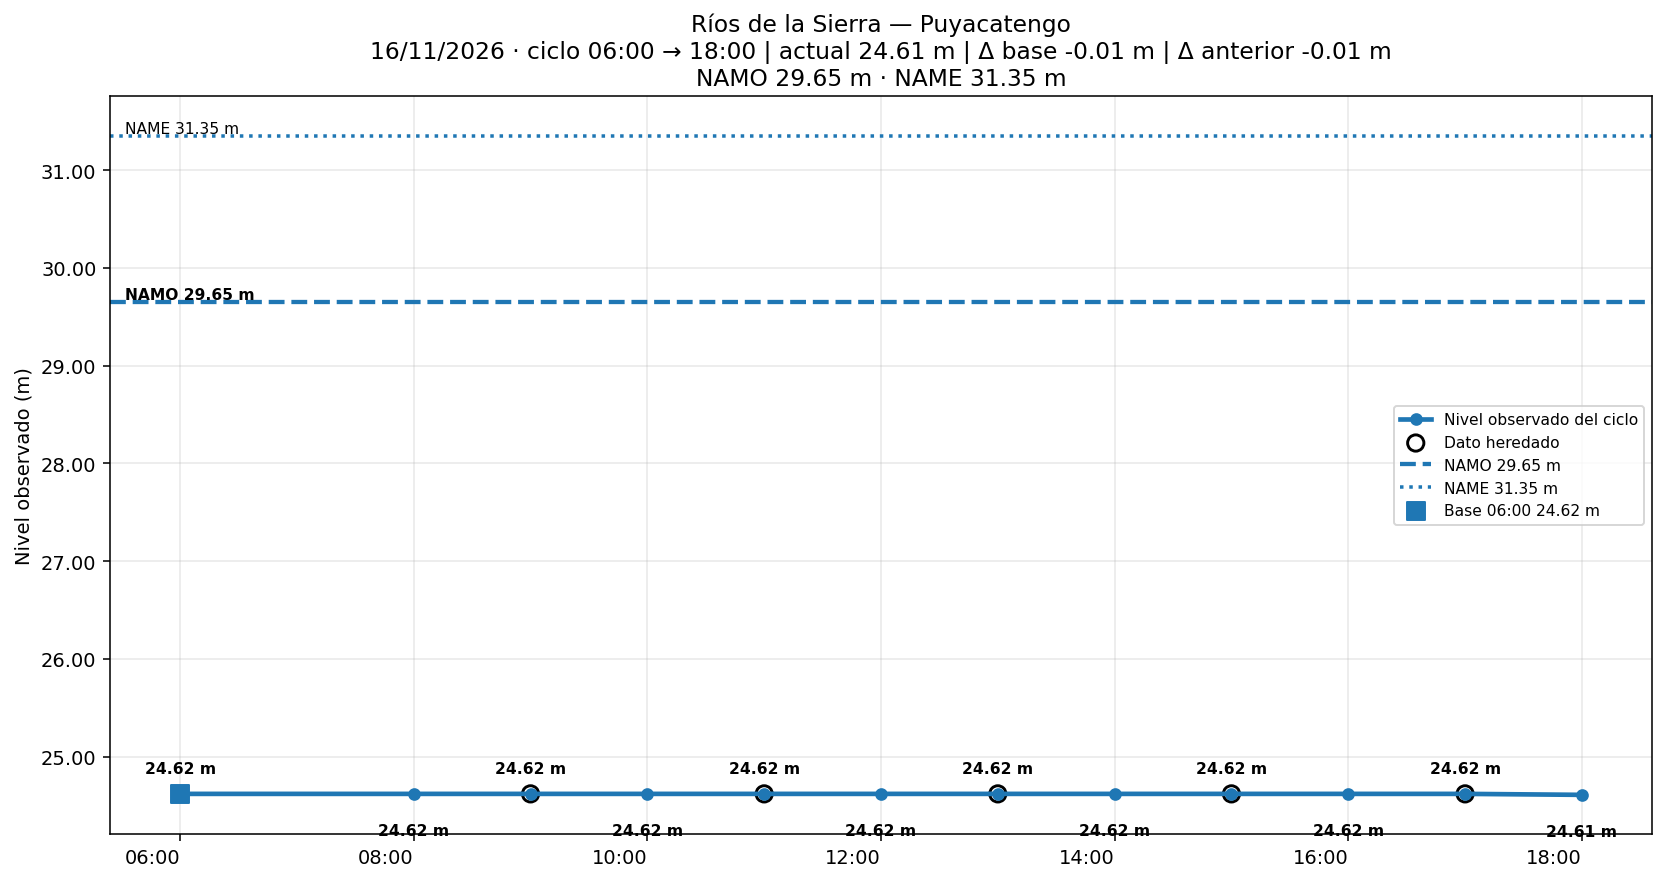 Ríos de la Sierra — Puyacatengo
16/11/2026 · ciclo 06:00 → 18:00 | actual 24.61 m | Δ base -0.01 m | Δ anterior -0.01 m
NAMO 29.65 m · NAME 31.35 m
NAME 31.35 m
31.00
30.00
NAMO 29.65 m
29.00
Nivel observado (m)
28.00
27.00
26.00
25.00
Nivel observado del ciclo
Dato heredado
NAMO 29.65 m
NAME 31.35 m
Base 06:00 24.62 m
24.62 m 24.62 m 24.62 m 24.62 m 24.62 m 24.62 m
24.62 m 24.62 m 24.62 m 24.62 m 24.62 m 24.61 m
06:00 08:00 10:00 12:00 14:00 16:00 18:00